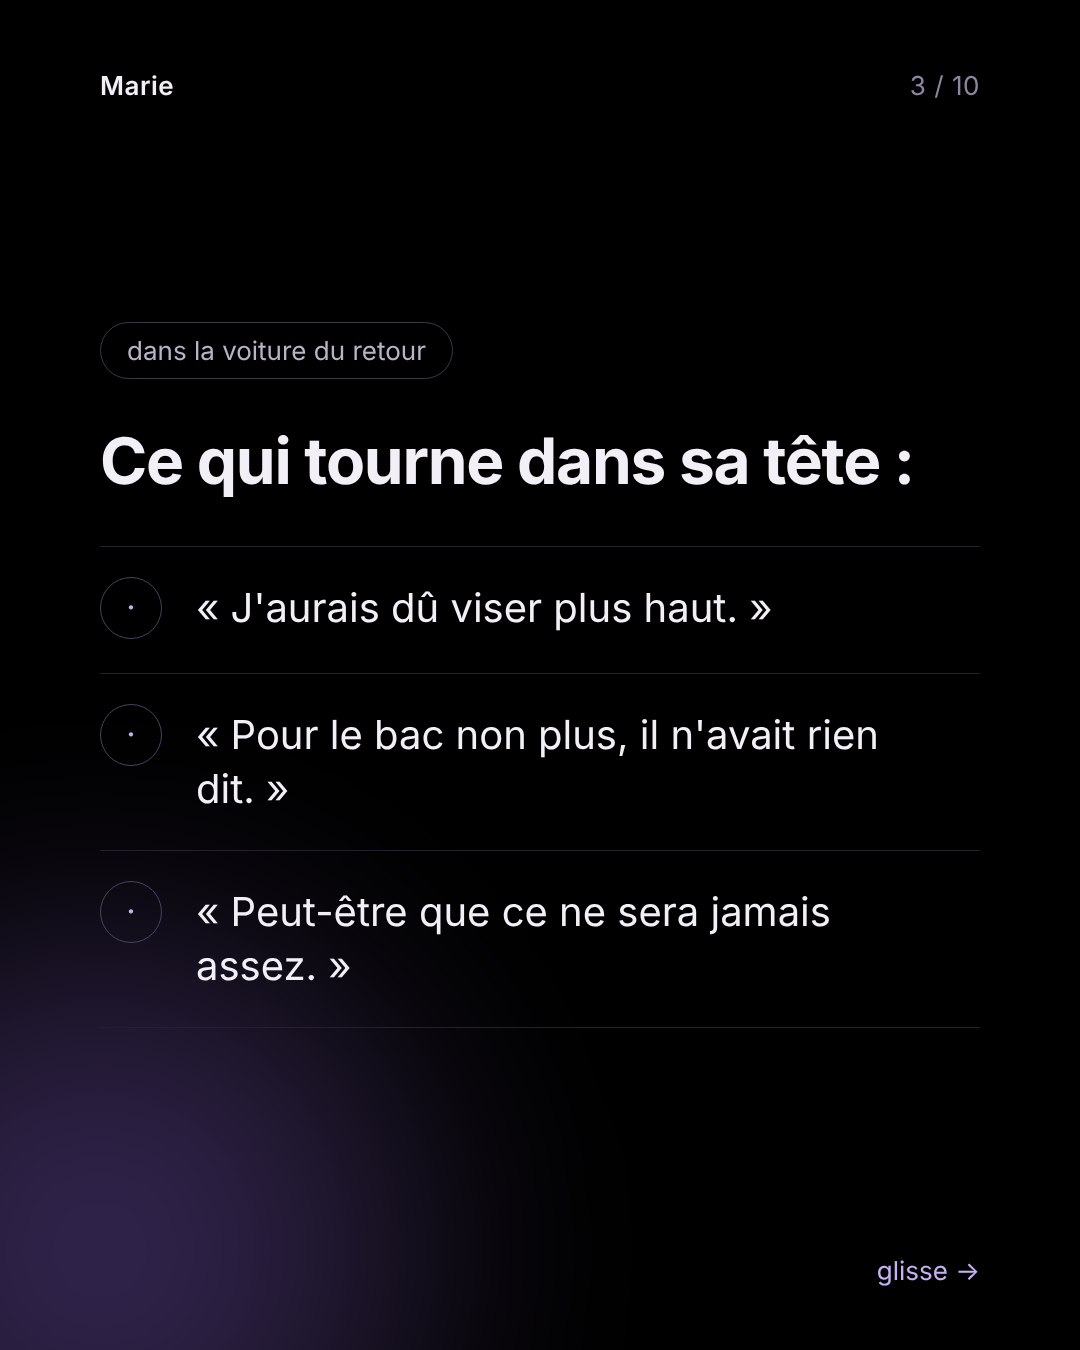 Marie
3 / 10
dans la voiture du retour
Ce qui tourne dans sa tête :
« J'aurais dû viser plus haut. »
« Pour le bac non plus, il n'avait rien
dit. »
« Peut-être que ce ne sera jamais
assez. »
glisse →